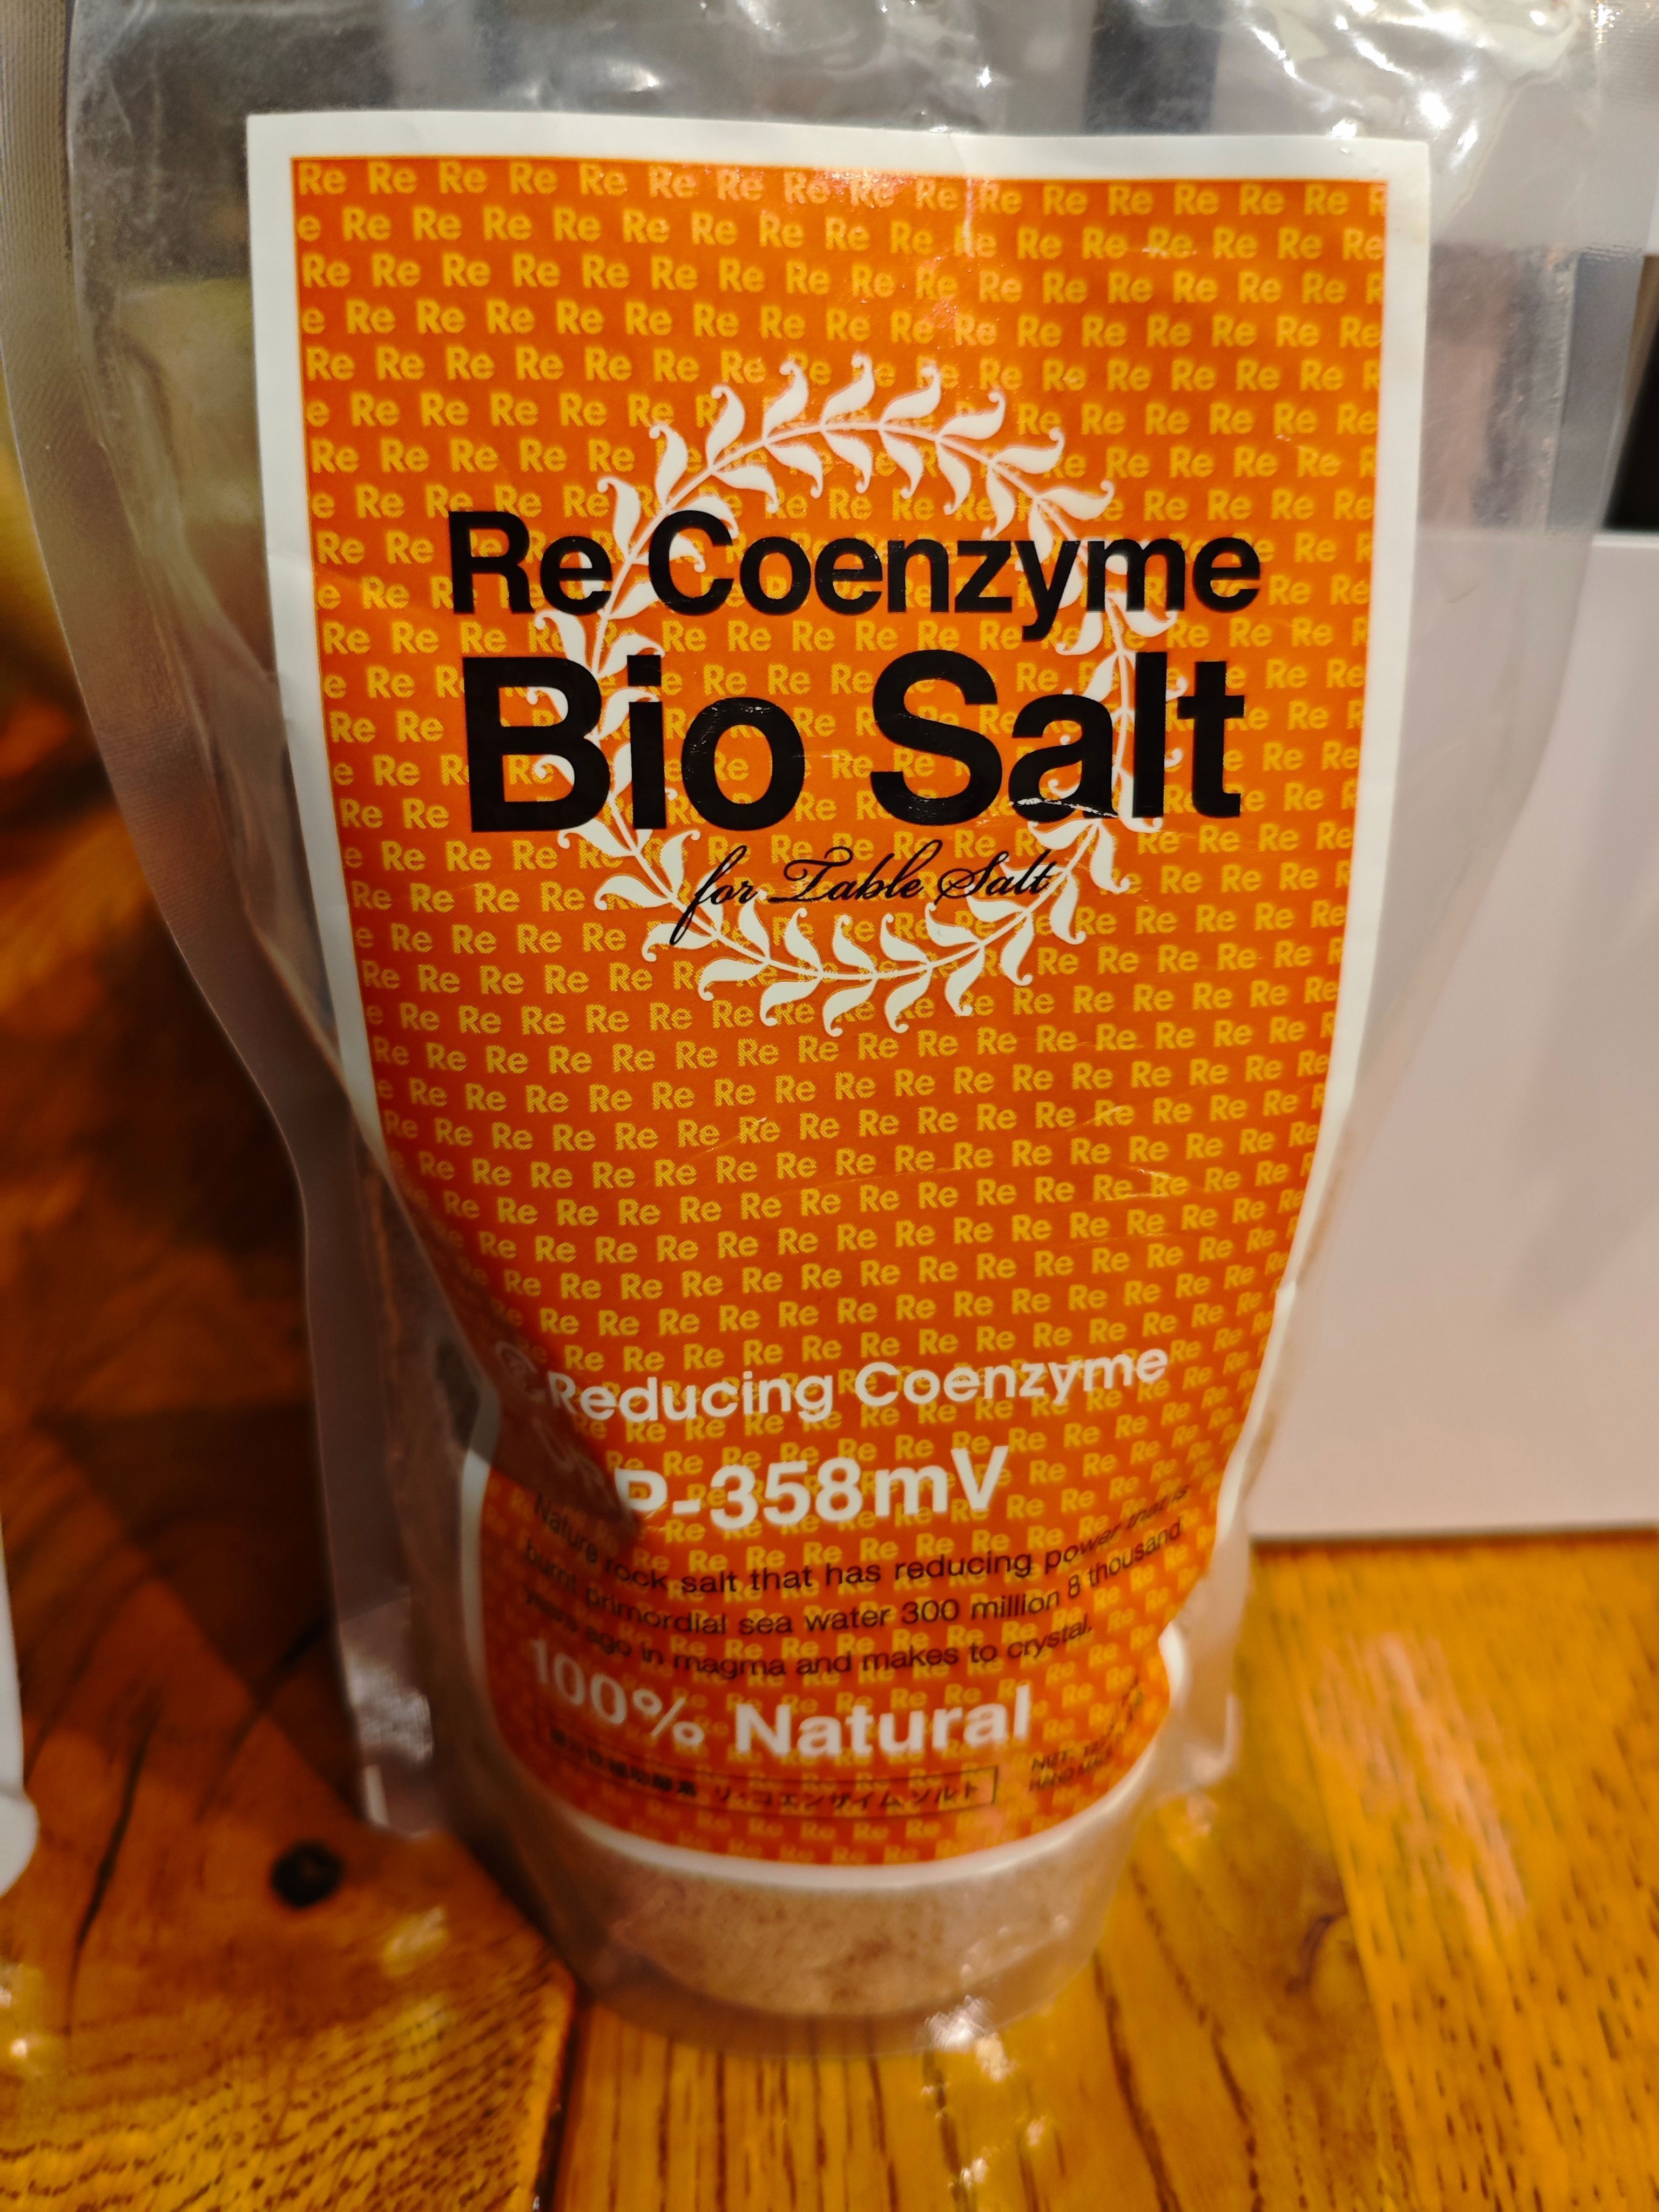 Re Coenzyme
Bio Salt
for Table Salt
Reducing Coenzyme
P-358mV
Nature rock salt that has reducing power that is
burnt primordial sea water 300 million 8 thousand
years ago in magma and makes to crystal.
100% Natural
リ・コエンザイムソルト
NET.
HAND